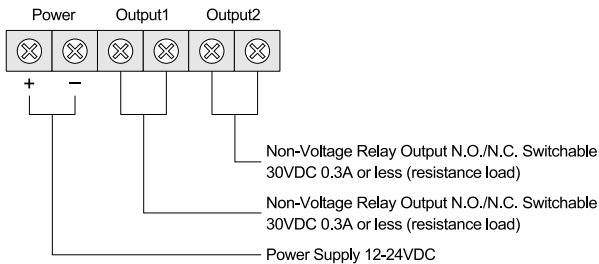 Power Output1 Output2
+ −
Non-Voltage Relay Output N.O./N.C. Switchable
30VDC 0.3A or less (resistance load)
Non-Voltage Relay Output N.O./N.C. Switchable
30VDC 0.3A or less (resistance load)
Power Supply 12-24VDC